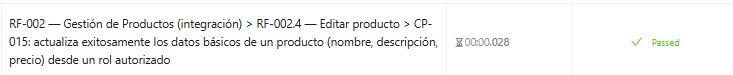 RF-002 — Gestión de Productos (integración) > RF-002.4 — Editar producto > CP-
015: actualiza exitosamente los datos básicos de un producto (nombre, descripción,
precio) desde un rol autorizado
00:00.028
Passed